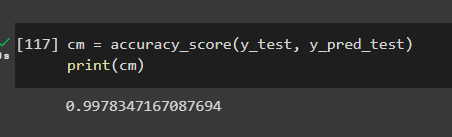 [117] cm = accuracy_score(y_test, y_pred_test)
print(cm)
0.9978347167087694